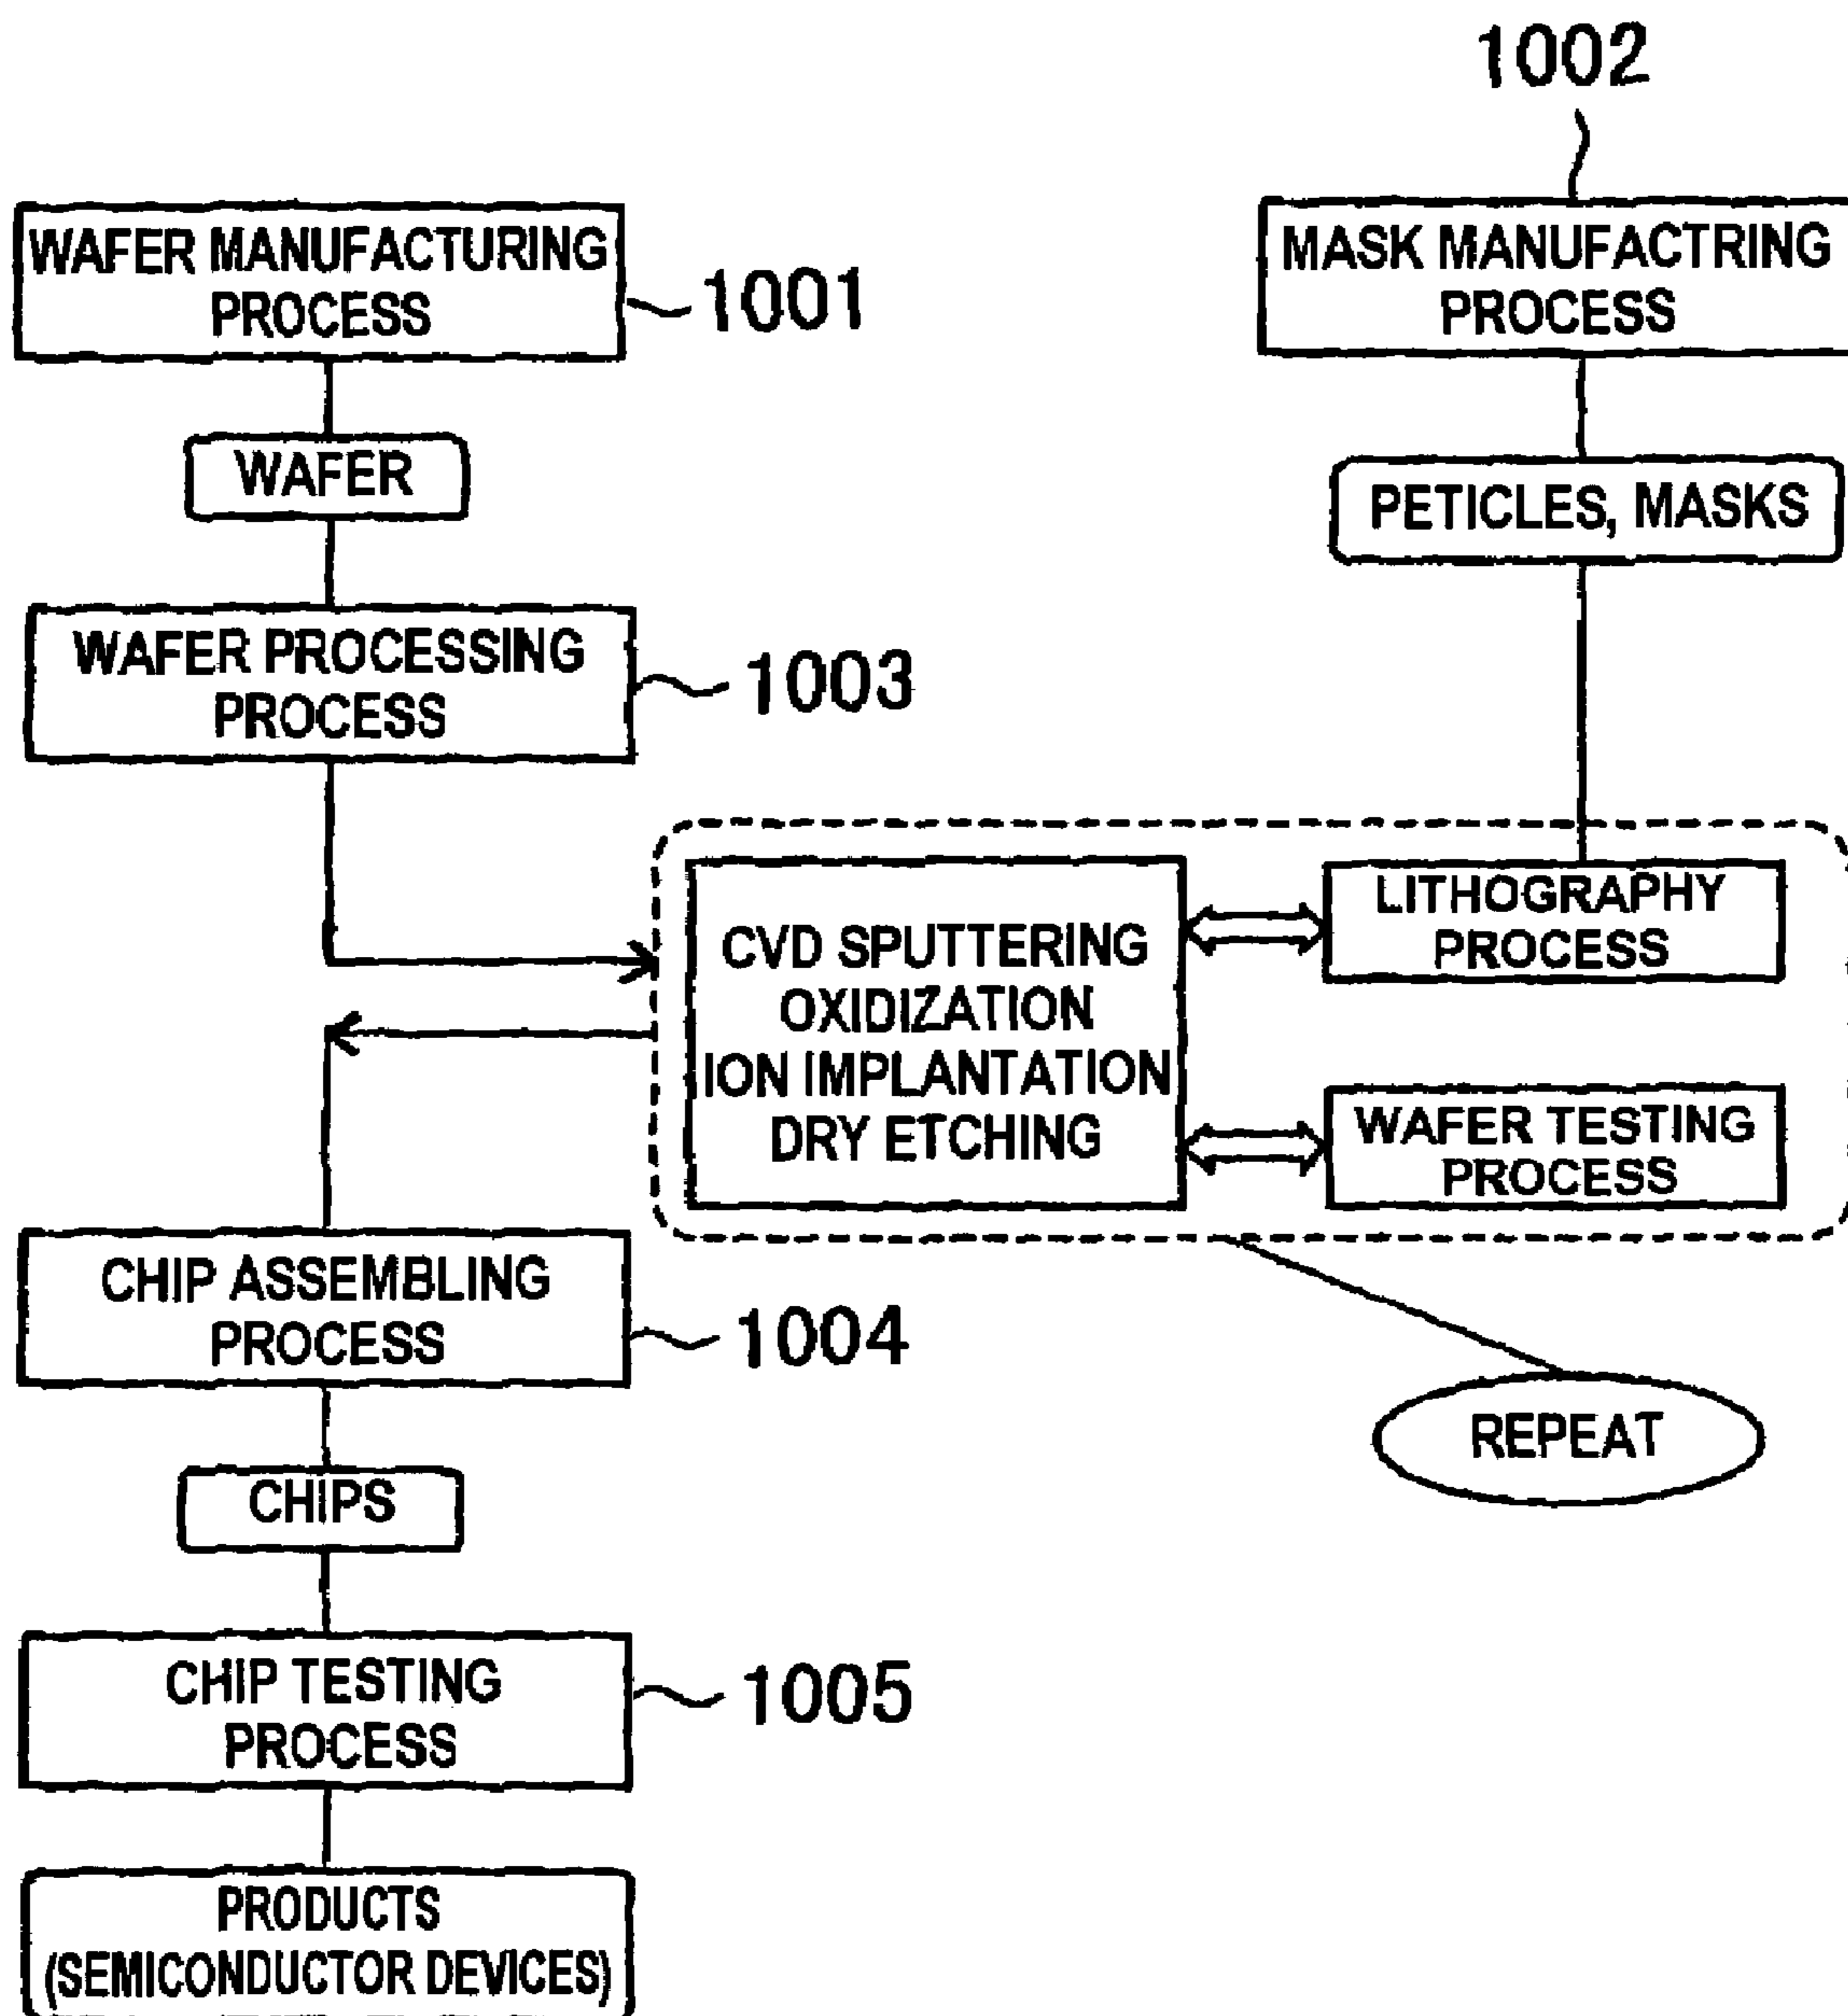 1002
WAFER MANUFACTURING
PROCESS
1001
MASK MANUFACTRING
PROCESS
WAFER
PETICLES, MASKS
WAFER PROCESSING
PROCESS
1003
CVD SPUTTERING
OXIDIZATION
ION IMPLANTATION
DRY ETCHING
LITHOGRAPHY
PROCESS
WAFER TESTING
PROCESS
CHIP ASSEMBLING
PROCESS
1004
REPEAT
CHIPS
CHIP TESTING
PROCESS
1005
PRODUCTS
(SEMICONDUCTOR DEVICES)